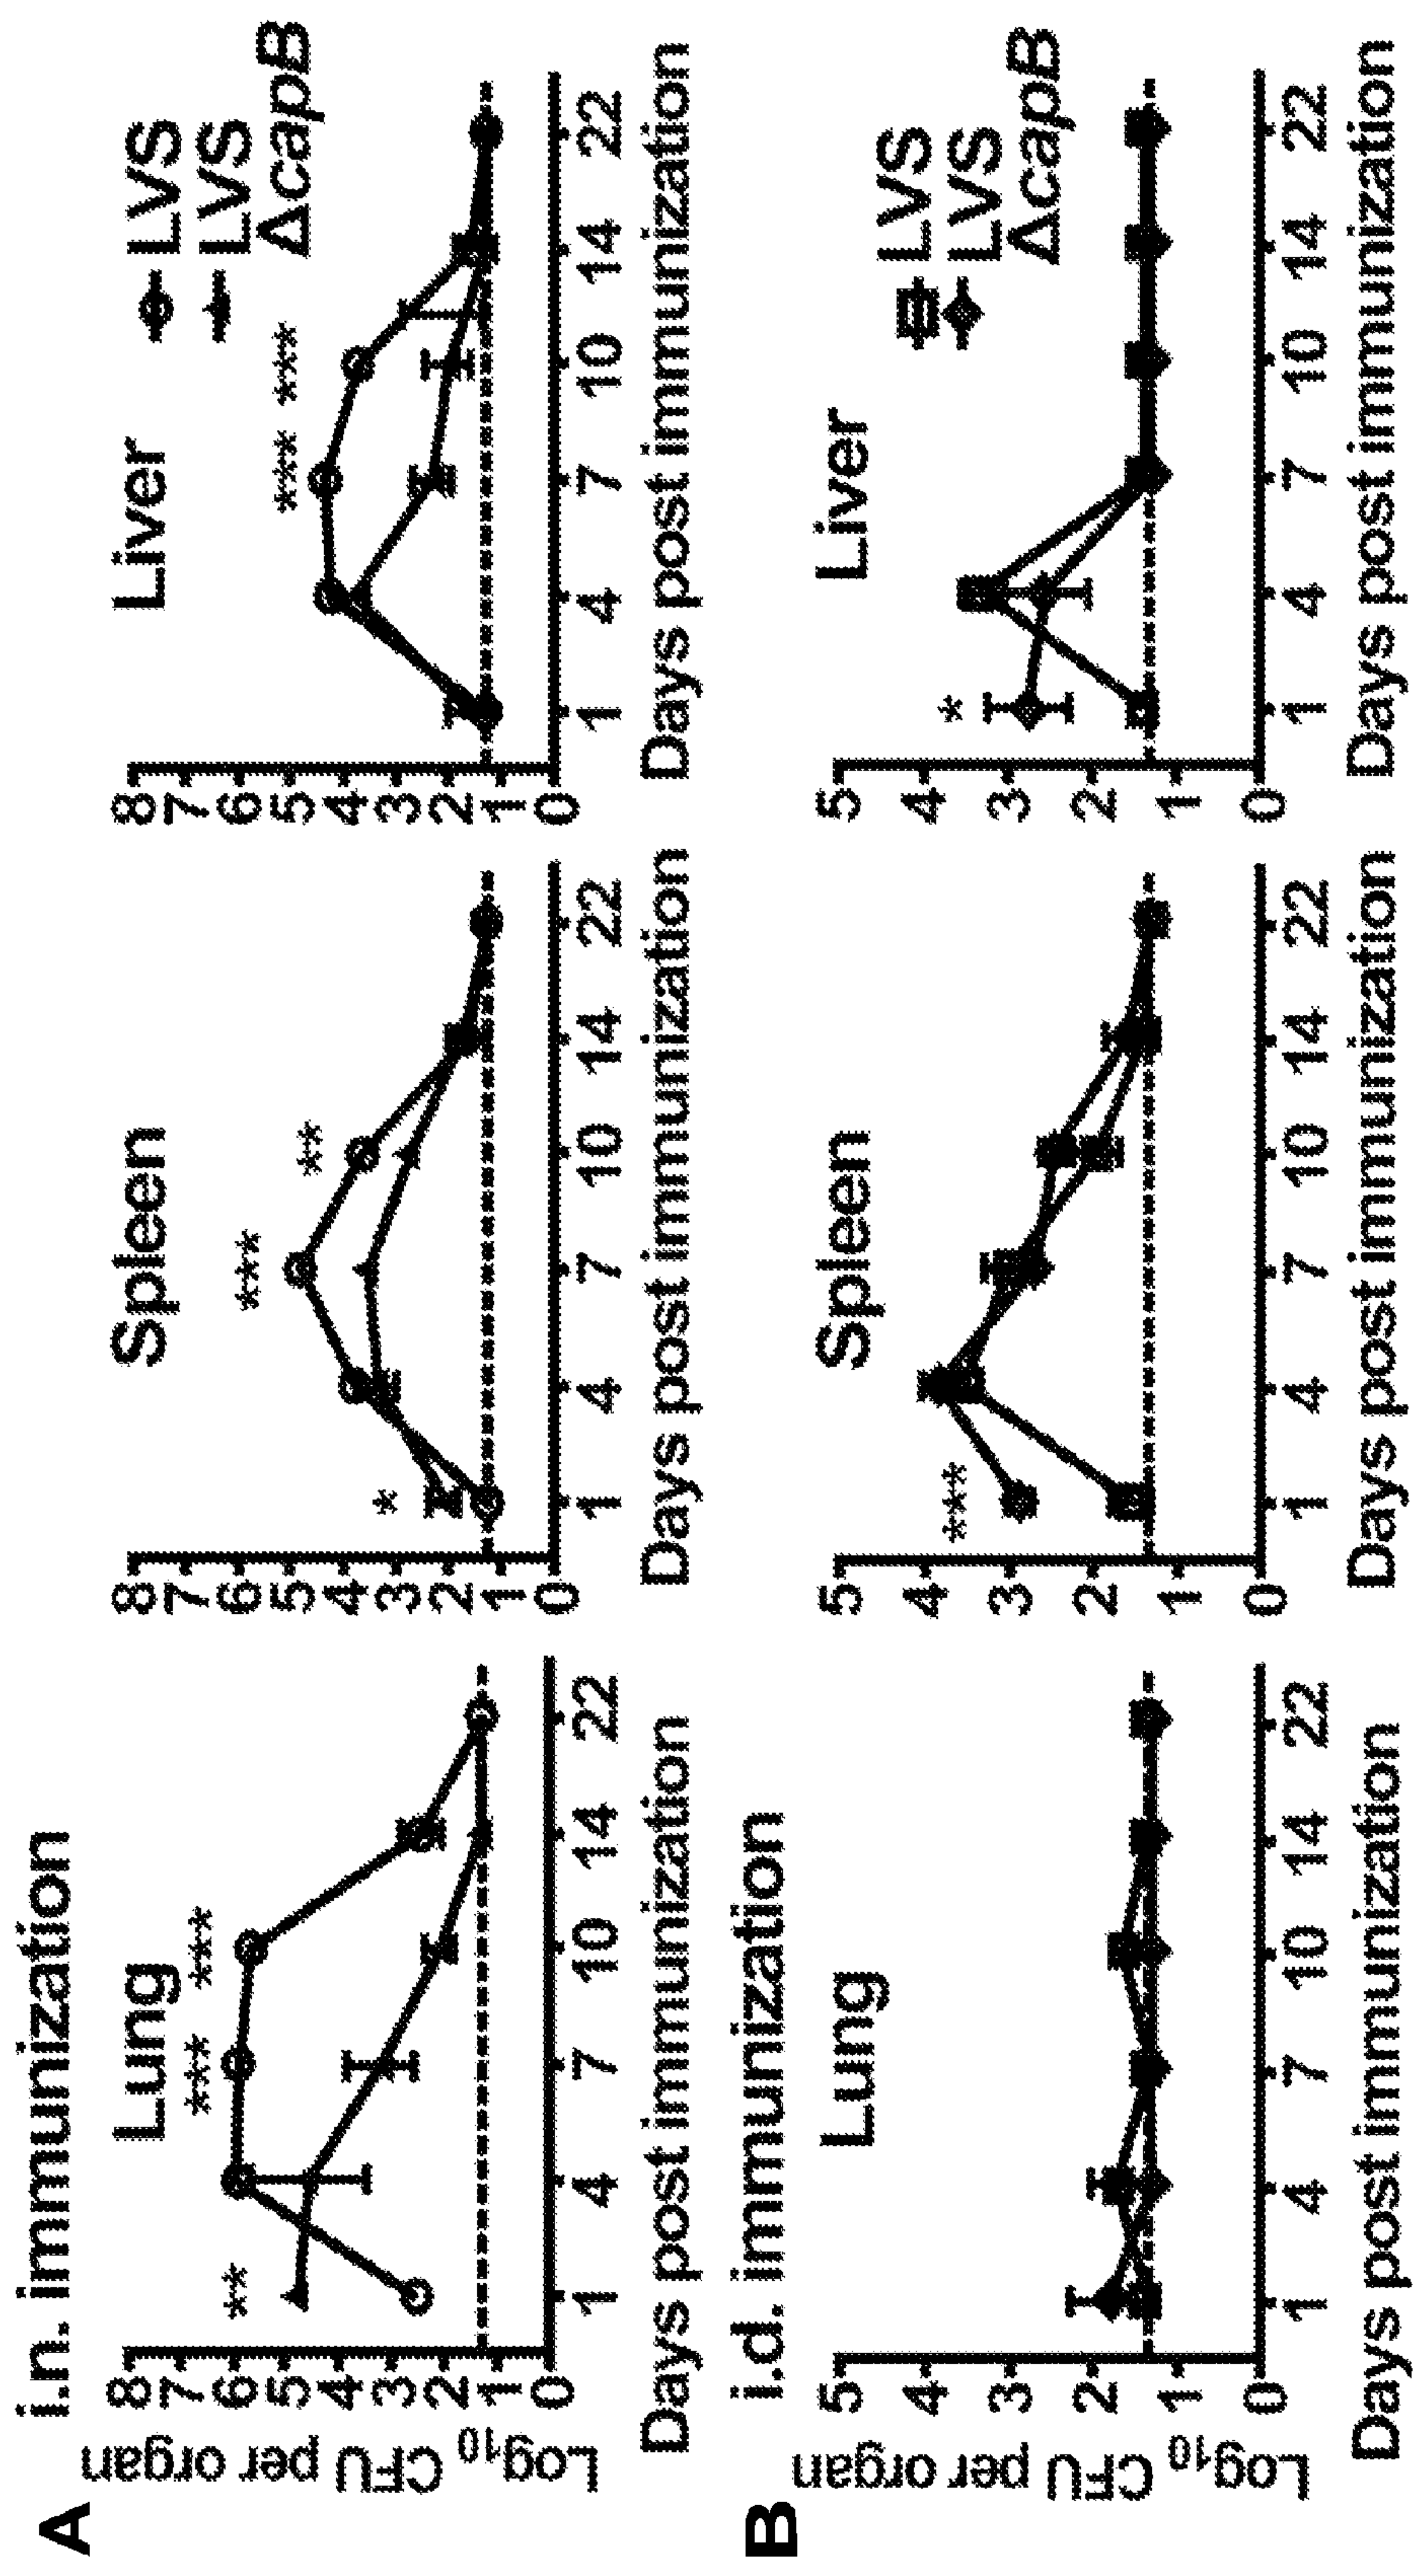 A
i.n. immunization
Lung
Spleen
Liver
LVS
LVS
ΔcapB
** *** ***
* *** **
*** ***
Log10 CFU per organ
8
7
6
5
4
3
2
1
0
1 4 7 10 14 22
Days post immunization
8
7
6
5
4
3
2
1
0
1 4 7 10 14 22
Days post immunization
8
7
6
5
4
3
2
1
0
1 4 7 10 14 22
Days post immunization
B
i.d. immunization
Lung
Spleen
Liver
LVS
LVS
ΔcapB
***
*
Log10 CFU per organ
5
4
3
2
1
0
1 4 7 10 14 22
Days post immunization
5
4
3
2
1
0
1 4 7 10 14 22
Days post immunization
5
4
3
2
1
0
1 4 7 10 14 22
Days post immunization